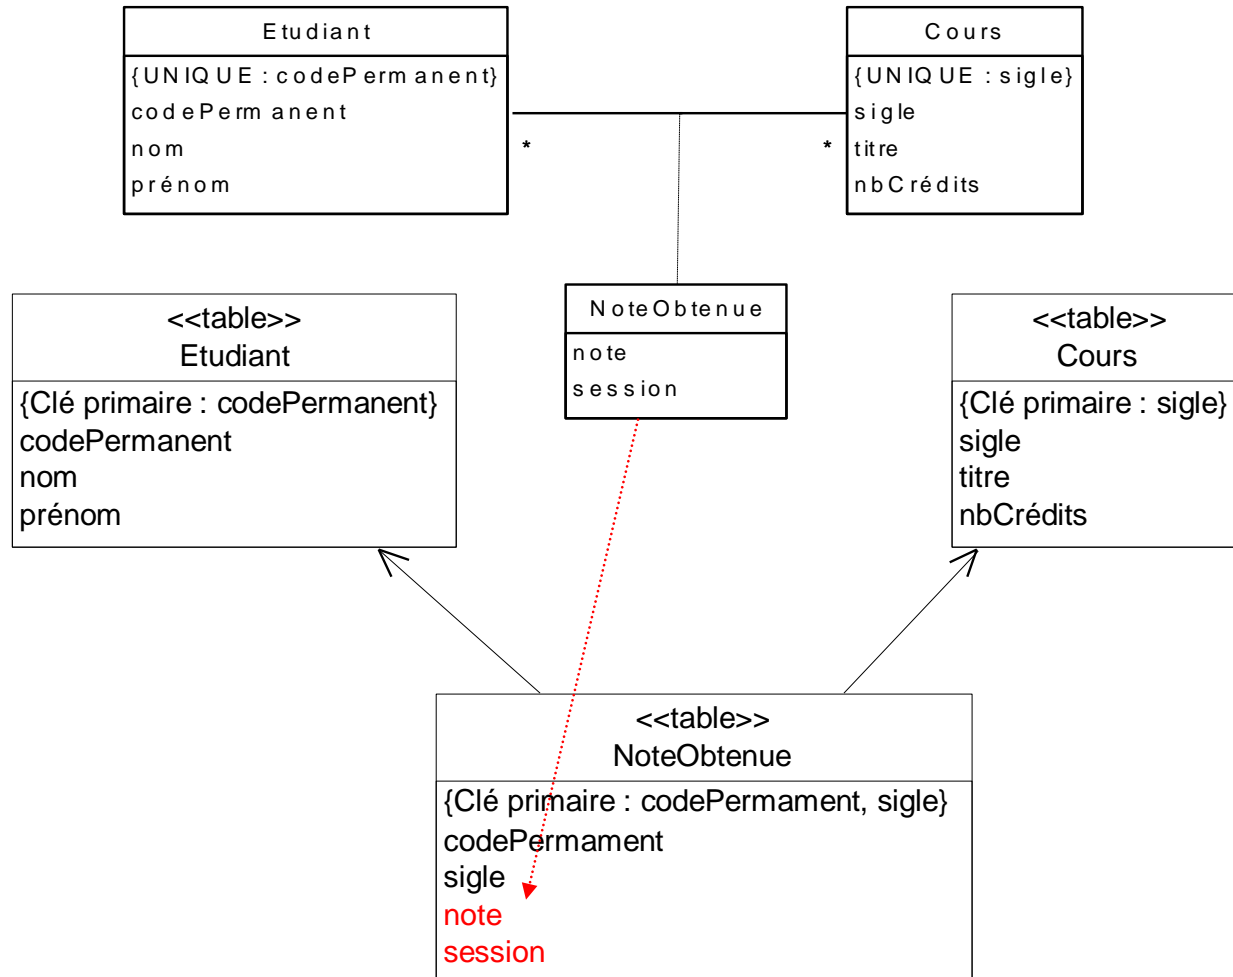 Etudiant
{UNIQUE : codePermanent}
codePermanent
nom
prénom
*
*
Cours
{UNIQUE : sigle}
sigle
titre
nbCrédits
NoteObtenue
note
session
<<table>>
Etudiant
{Clé primaire : codePermanent}
codePermanent
nom
prénom
<<table>>
Cours
{Clé primaire : sigle}
sigle
titre
nbCrédits
<<table>>
NoteObtenue
{Clé primaire : codePermament, sigle}
codePermament
sigle
note
session